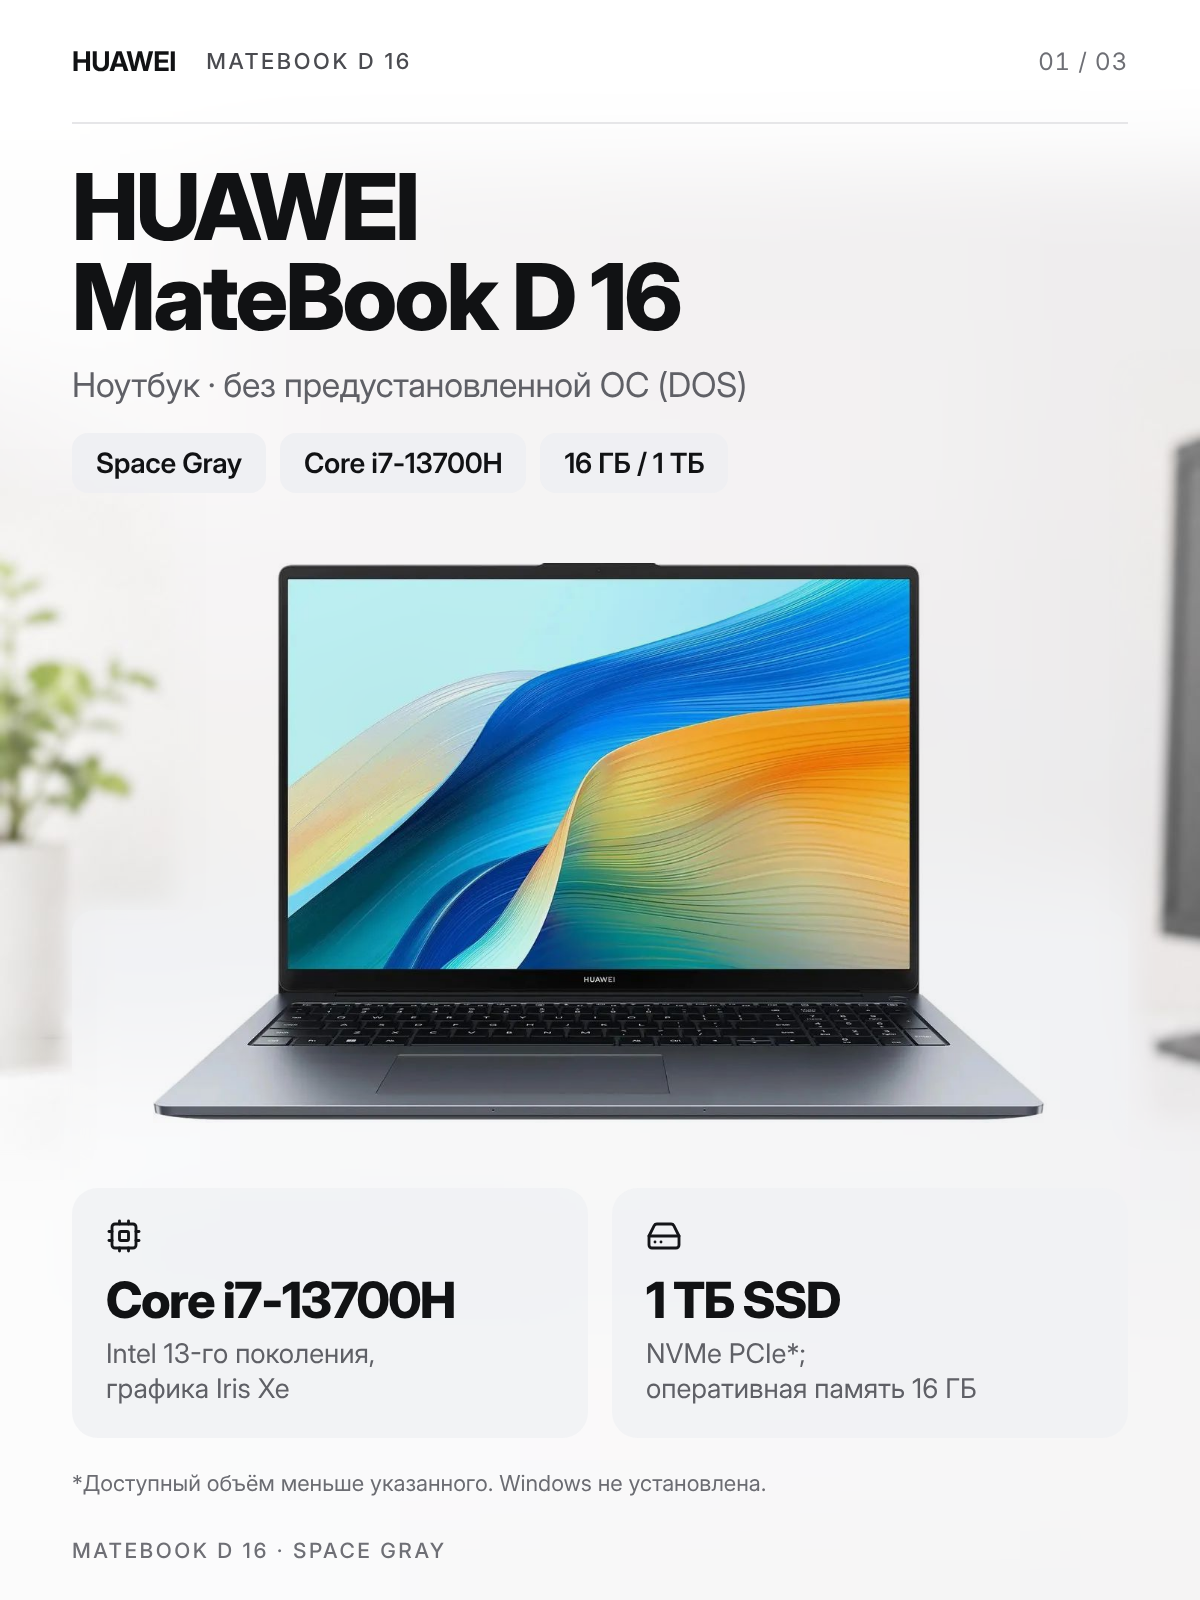 HUAWEI MATEBOOK D 16 01 / 03
HUAWEI
MateBook D 16
Ноутбук · без предустановленной ОС (DOS)
Space Gray Core i7-13700H 16 ГБ / 1 ТБ
HUAWEI
Core i7-13700H
Intel 13-го поколения,
графика Iris Xe
1 ТБ SSD
NVMe PCIe*;
оперативная память 16 ГБ
*Доступный объём меньше указанного. Windows не установлена.
MATEBOOK D 16 · SPACE GRAY